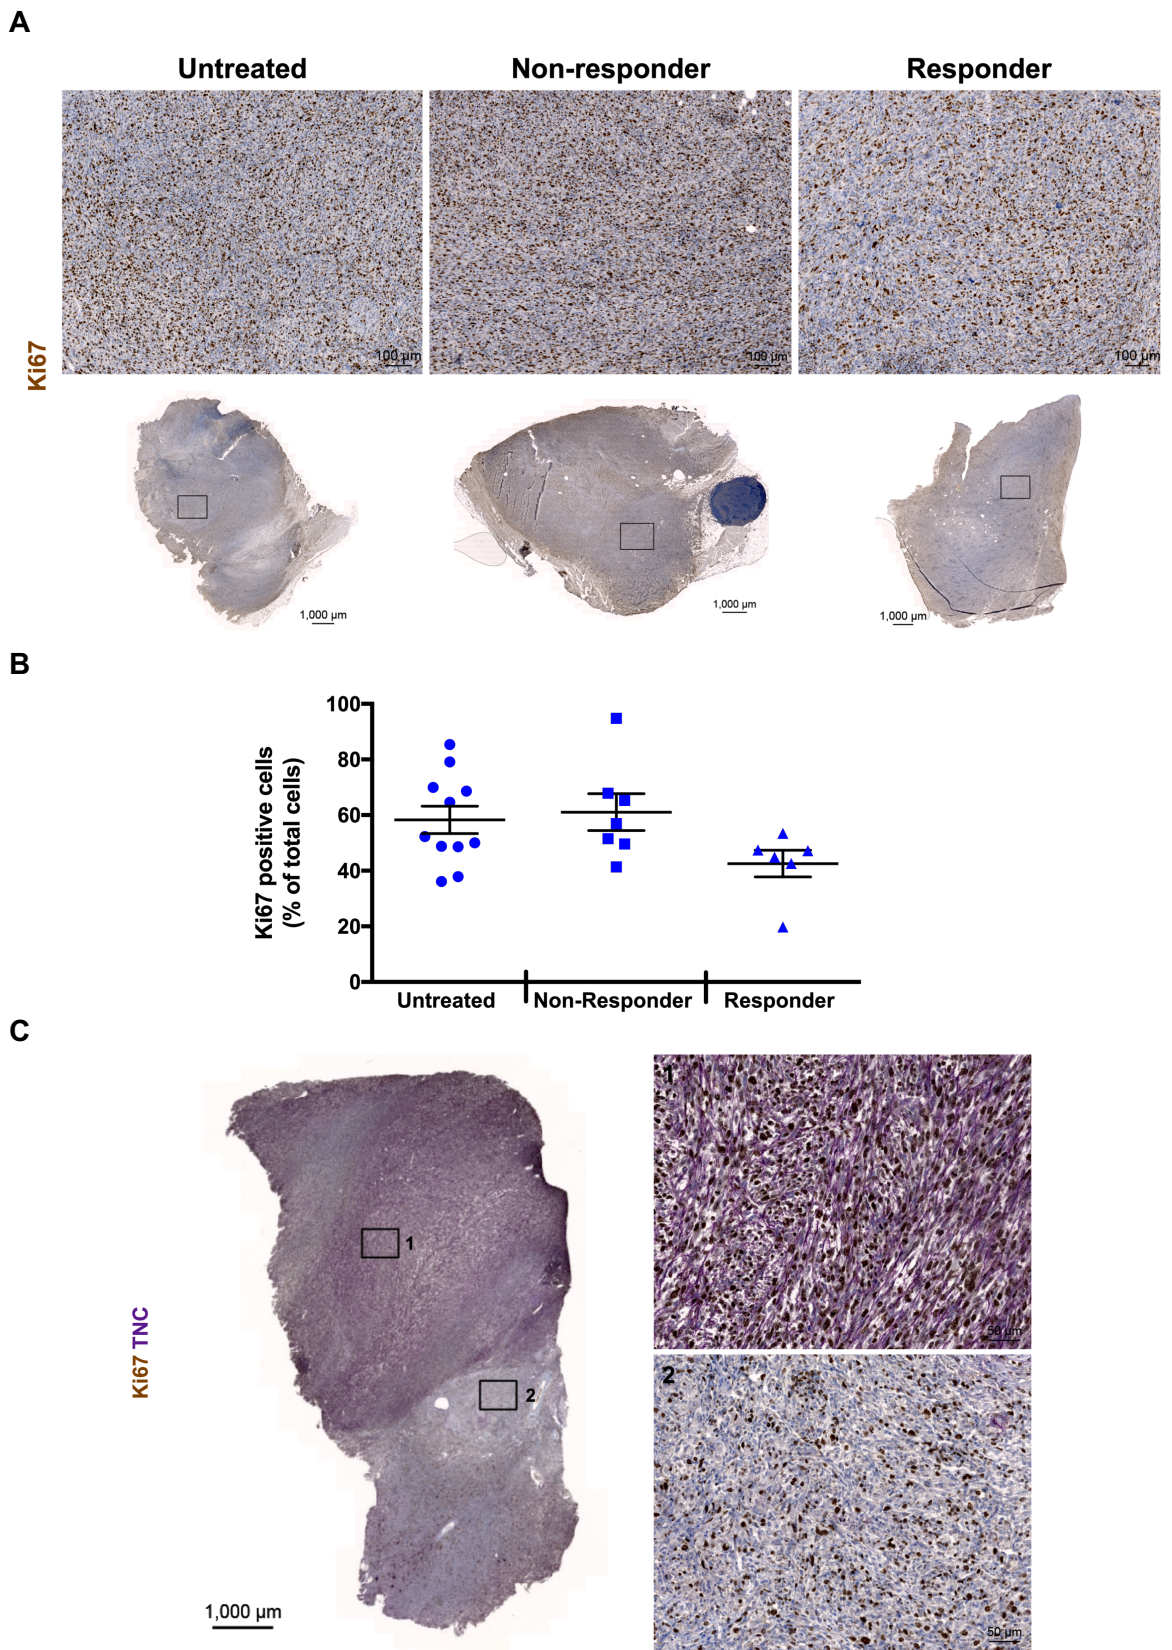 A
Untreated
Non-responder
Responder
Ki67
100 µm
100 µm
100 µm
1,000 µm
1,000 µm
1,000 µm
B
Ki67 positive cells
(% of total cells)
100
80
60
40
20
0
Untreated
Non-Responder
Responder
C
Ki67 TNC
1
2
1,000 µm
1
50 µm
2
50 µm